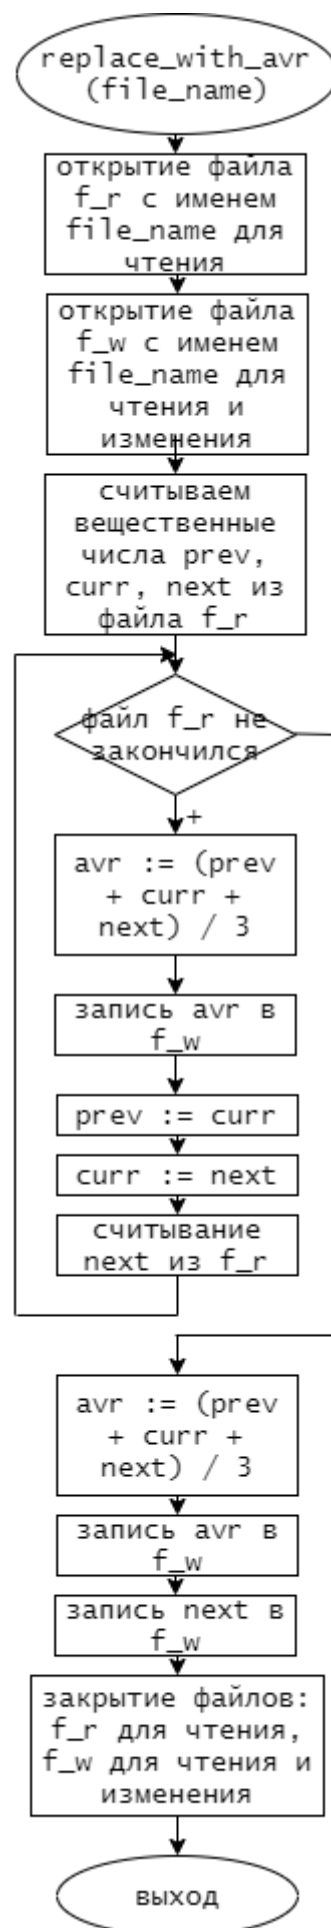 replace_with_avr
(file_name)
открытие файла
f_r с именем
file_name для
чтения
открытие файла
f_w с именем
file_name для
чтения и
изменения
считываем
вещественные
числа prev,
curr, next из
файла f_r
файл f_r не
закончился
+
avr := (prev
+ curr +
next) / 3
запись avr в
f_w
prev := curr
curr := next
считывание
next из f_r
avr := (prev
+ curr +
next) / 3
запись avr в
f_w
запись next в
f_w
закрытие файлов:
f_r для чтения,
f_w для чтения и
изменения
выход